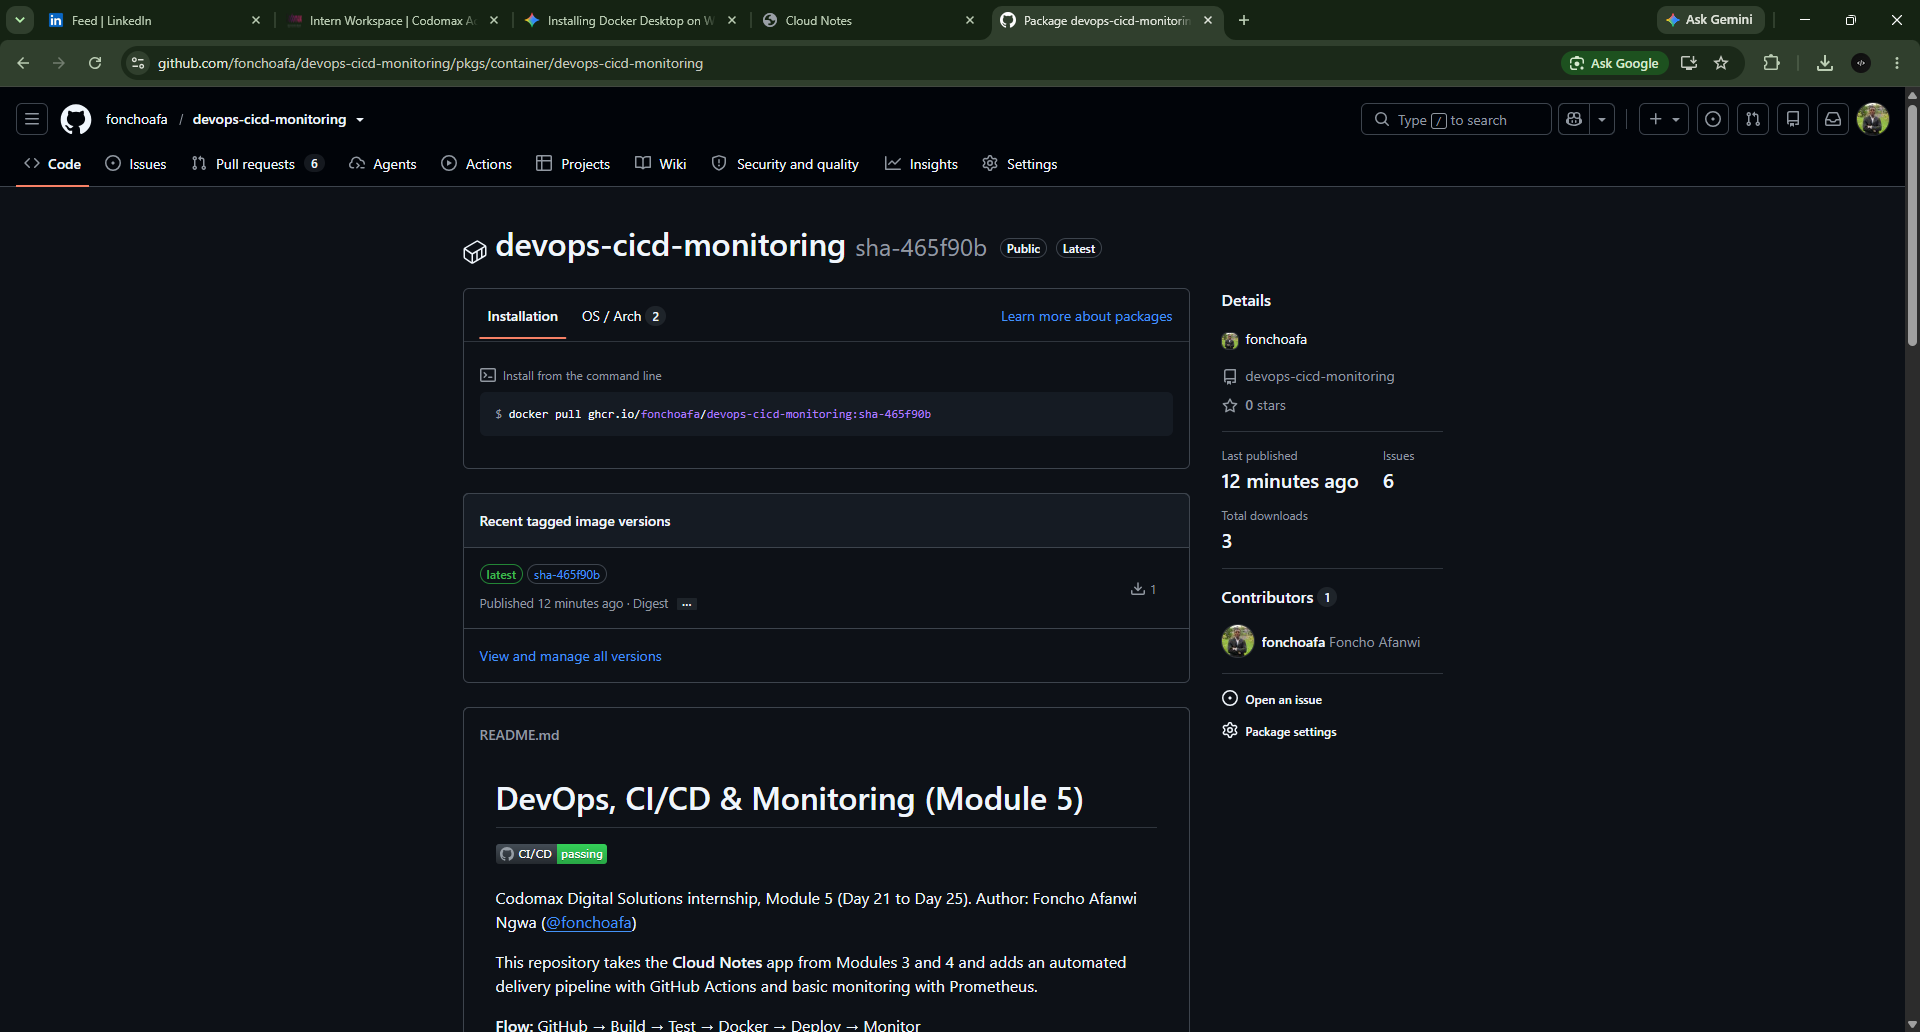 Feed | LinkedIn
Intern Workspace | Codomax Ac
Installing Docker Desktop on W
Cloud Notes
Package devops-cicd-monitorin
Ask Gemini
github.com/fonchoafa/devops-cicd-monitoring/pkgs/container/devops-cicd-monitoring
Ask Google
fonchoafa / devops-cicd-monitoring
Type / to search
Code
Issues
Pull requests 6
Agents
Actions
Projects
Wiki
Security and quality
Insights
Settings
devops-cicd-monitoring sha-465f90b Public Latest
Installation
OS / Arch 2
Learn more about packages
Install from the command line
$ docker pull ghcr.io/fonchoafa/devops-cicd-monitoring:sha-465f90b
Recent tagged image versions
latest sha-465f90b
Published 12 minutes ago · Digest ...
1
View and manage all versions
README.md
DevOps, CI/CD & Monitoring (Module 5)
CI/CD passing
Codomax Digital Solutions internship, Module 5 (Day 21 to Day 25). Author: Foncho Afanwi
Ngwa (@fonchoafa)
This repository takes the Cloud Notes app from Modules 3 and 4 and adds an automated
delivery pipeline with GitHub Actions and basic monitoring with Prometheus.
Flow: GitHub → Build → Test → Docker → Deploy → Monitor
Details
fonchoafa
devops-cicd-monitoring
0 stars
Last published
12 minutes ago
Issues
6
Total downloads
3
Contributors 1
fonchoafa Foncho Afanwi
Open an issue
Package settings